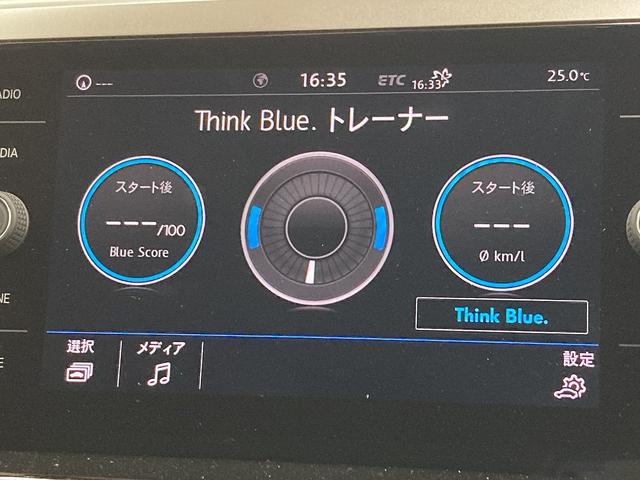 ---
16:35
ETC
16:33
25.0℃
ADIO
Think Blue. トレーナー
DIA
スタート後
---/100
Blue Score
スタート後
---
Ø km/l
NE
Think Blue.
選択
メディア
設定
E